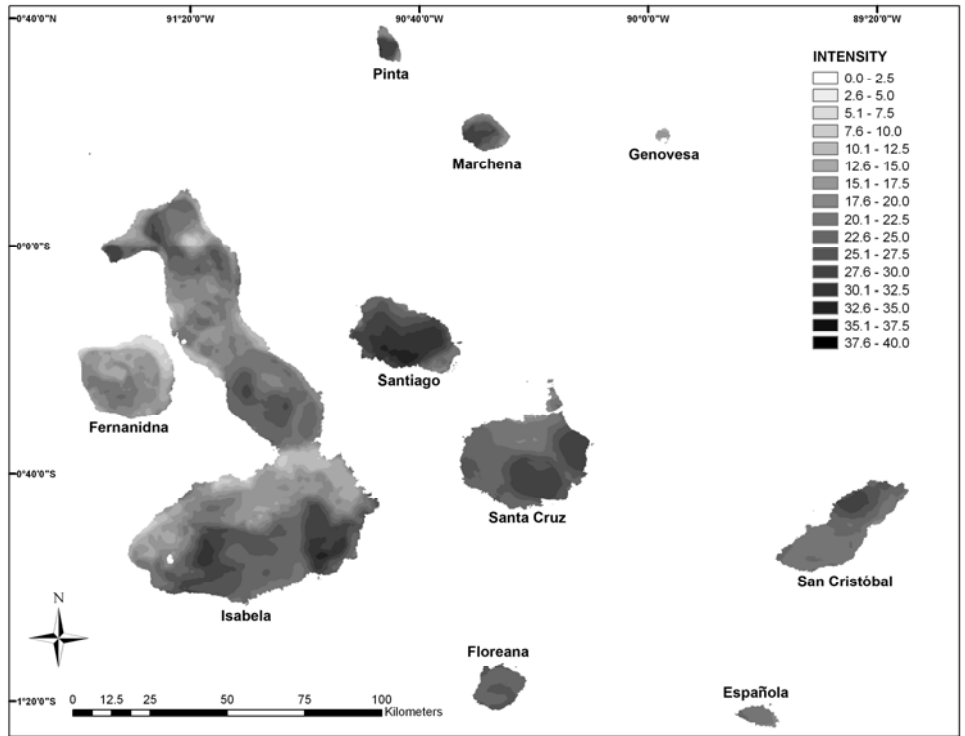 91°20'0"W 90°40'0"W 90°0'0"W 89°20'0"W
0°40'0"N
0°0'0"S
0°40'0"S
1°20'0"S
Pinta
Marchena
Genovesa
Santiago
Fernanidna
Santa Cruz
San Cristóbal
Isabela
Floreana
Española
INTENSITY
0.0 - 2.5
2.6 - 5.0
5.1 - 7.5
7.6 - 10.0
10.1 - 12.5
12.6 - 15.0
15.1 - 17.5
17.6 - 20.0
20.1 - 22.5
22.6 - 25.0
25.1 - 27.5
27.6 - 30.0
30.1 - 32.5
32.6 - 35.0
35.1 - 37.5
37.6 - 40.0
N
0 12.5 25 50 75 100
Kilometers